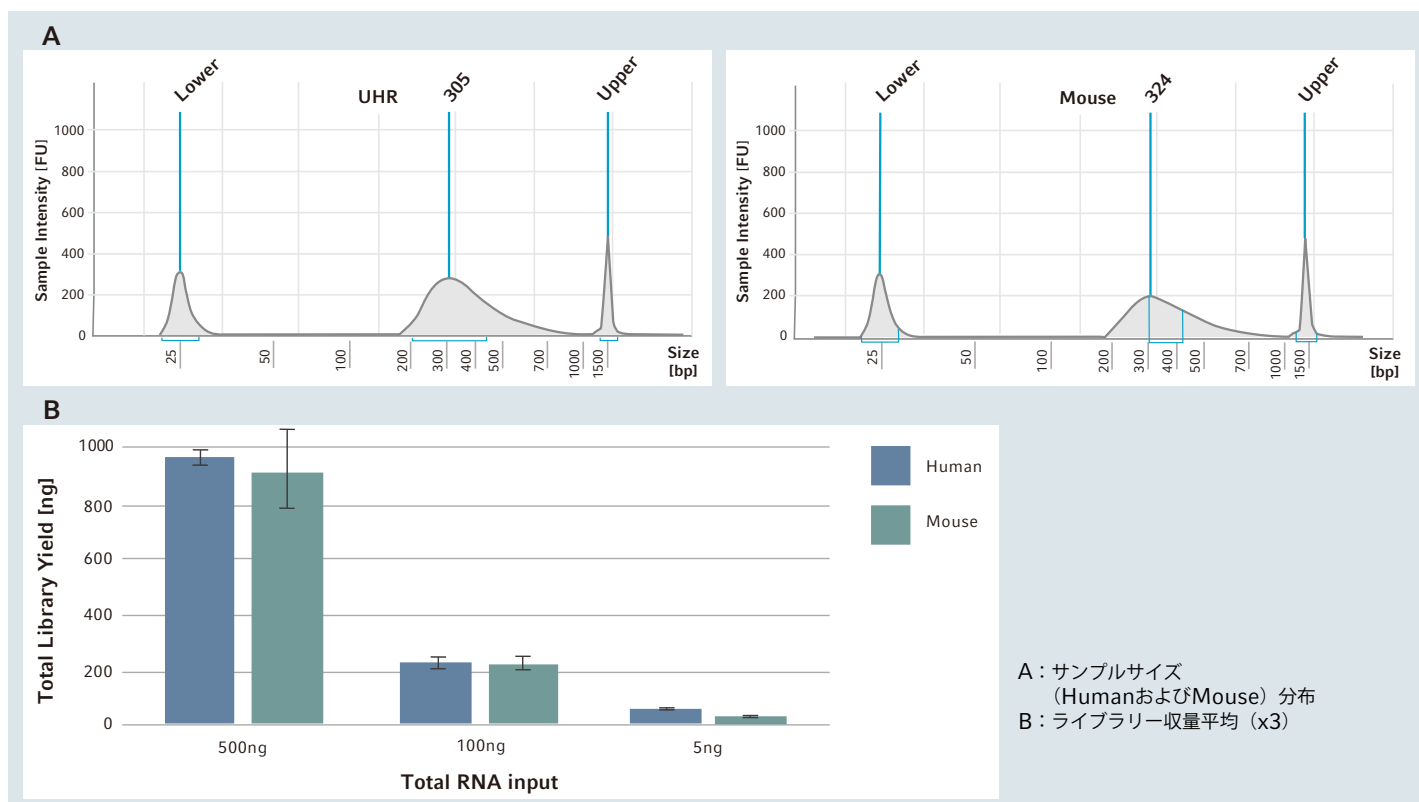 A
Lower
UHR
305
Upper
Sample Intensity [FU]
1000
800
600
400
200
0
25
50
100
200
300
400
500
700
1000
1500
Size
[bp]
Lower
Mouse
324
Upper
Sample Intensity [FU]
1000
800
600
400
200
0
25
50
100
200
300
400
500
700
1000
1500
Size
[bp]
B
Total Library Yield [ng]
1000
800
600
400
200
0
500ng
100ng
5ng
Total RNA input
Human
Mouse
A：サンプルサイズ
（HumanおよびMouse）分布
B：ライブラリー収量平均（x3）